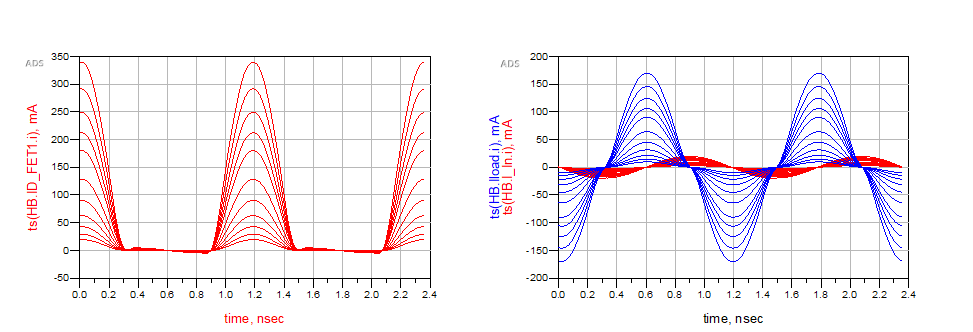 ADS
350
300
250
200
150
100
50
0
-50
ts(HB.ID_FET1.i), mA
0.0 0.2 0.4 0.6 0.8 1.0 1.2 1.4 1.6 1.8 2.0 2.2 2.4
time, nsec
ADS
200
150
100
50
0
-50
-100
-150
-200
ts(HB.Iload.i), mA
ts(HB.I_In.i), mA
0.0 0.2 0.4 0.6 0.8 1.0 1.2 1.4 1.6 1.8 2.0 2.2 2.4
time, nsec